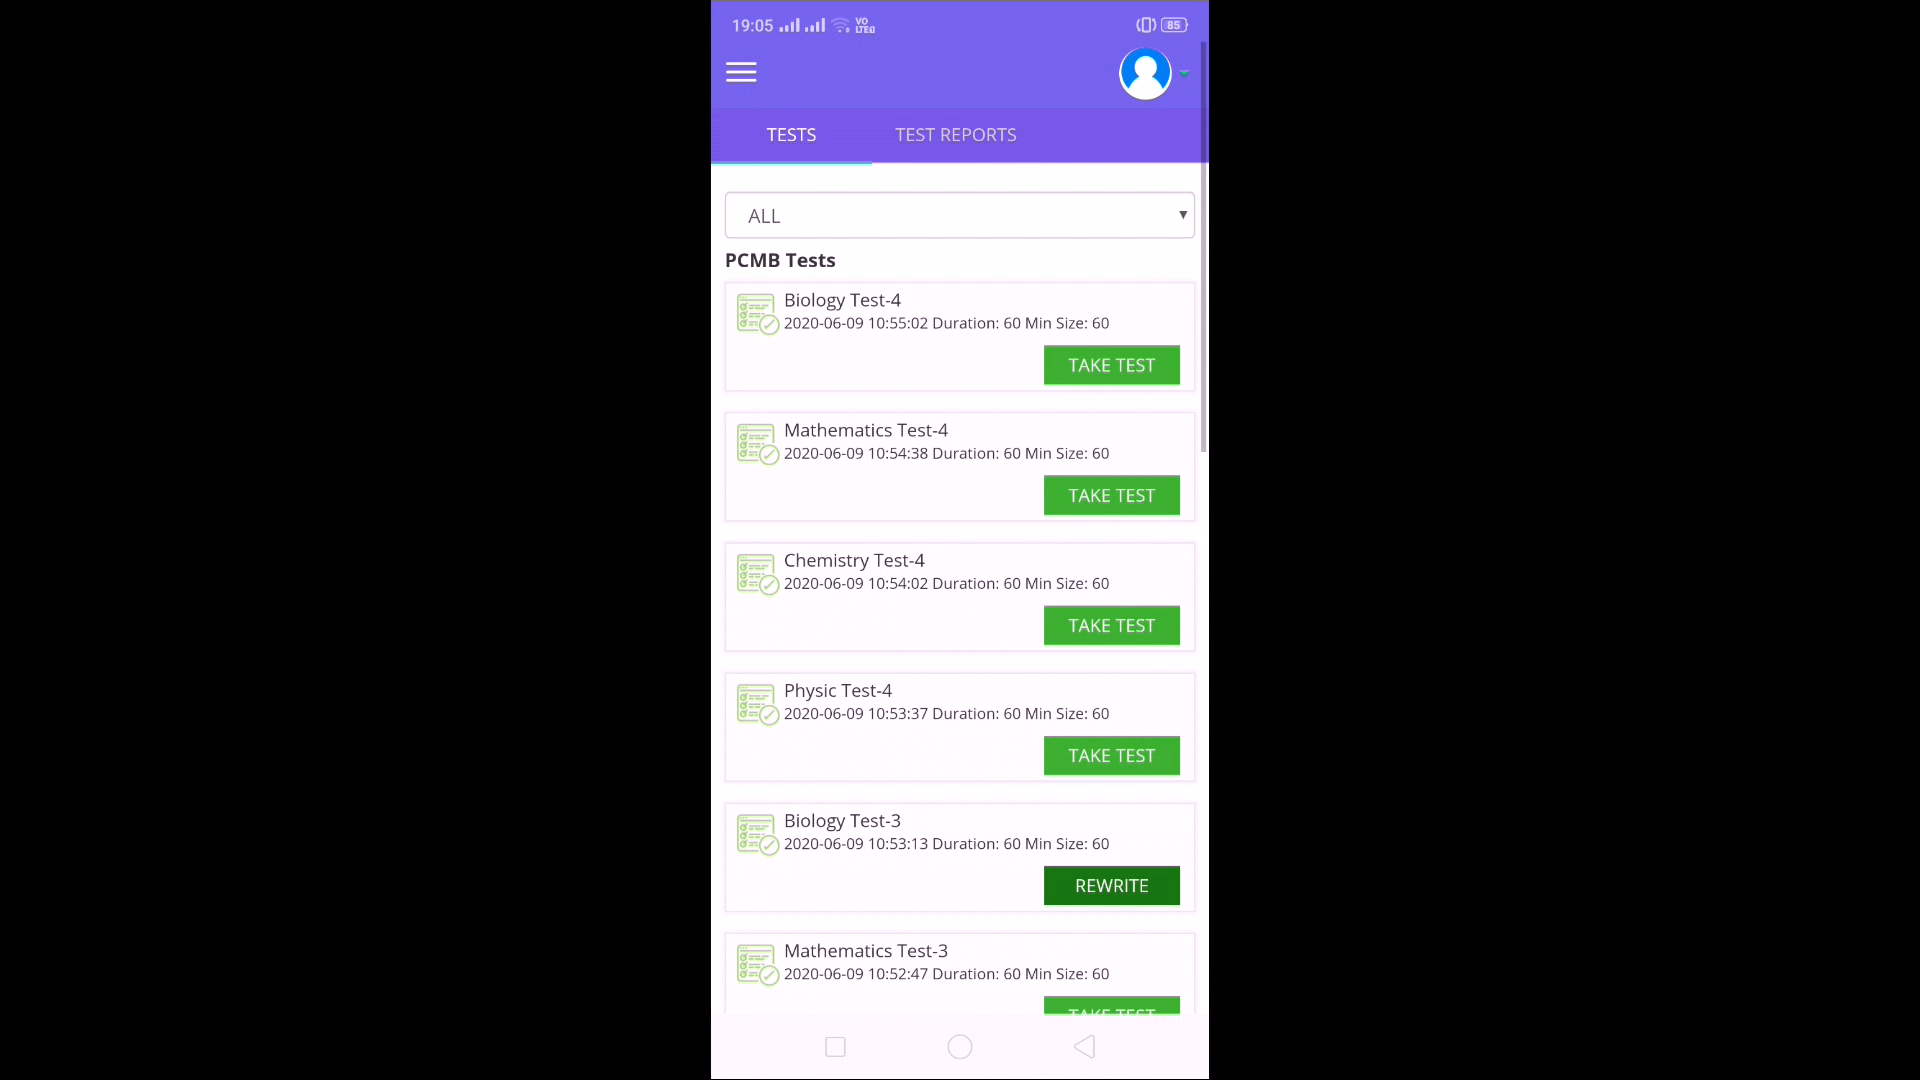 19:05 VO LTE 85
TESTS TEST REPORTS
ALL
PCMB Tests
Biology Test-4
2020-06-09 10:55:02 Duration: 60 Min Size: 60
TAKE TEST
Mathematics Test-4
2020-06-09 10:54:38 Duration: 60 Min Size: 60
TAKE TEST
Chemistry Test-4
2020-06-09 10:54:02 Duration: 60 Min Size: 60
TAKE TEST
Physic Test-4
2020-06-09 10:53:37 Duration: 60 Min Size: 60
TAKE TEST
Biology Test-3
2020-06-09 10:53:13 Duration: 60 Min Size: 60
REWRITE
Mathematics Test-3
2020-06-09 10:52:47 Duration: 60 Min Size: 60
TAKE TEST